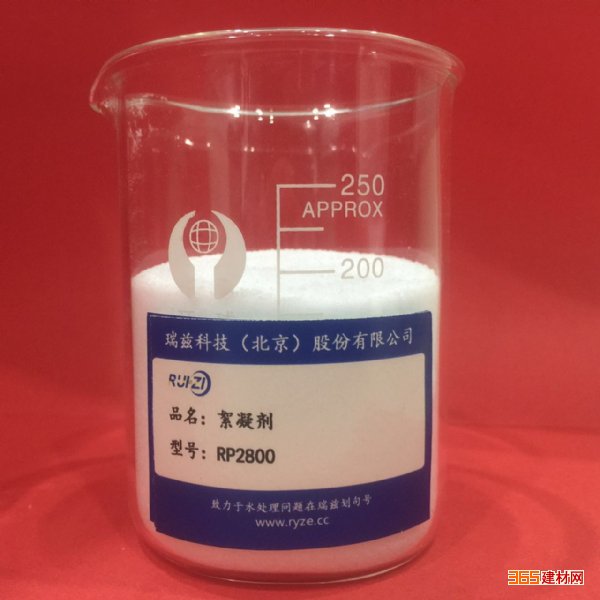 250
APPROX
200
瑞兹科技（北京）股份有限公司
RUIZI
品名：絮凝剂
型号：RP2800
致力于水处理问题在瑞兹划句号
www.ryze.cc
365建材网